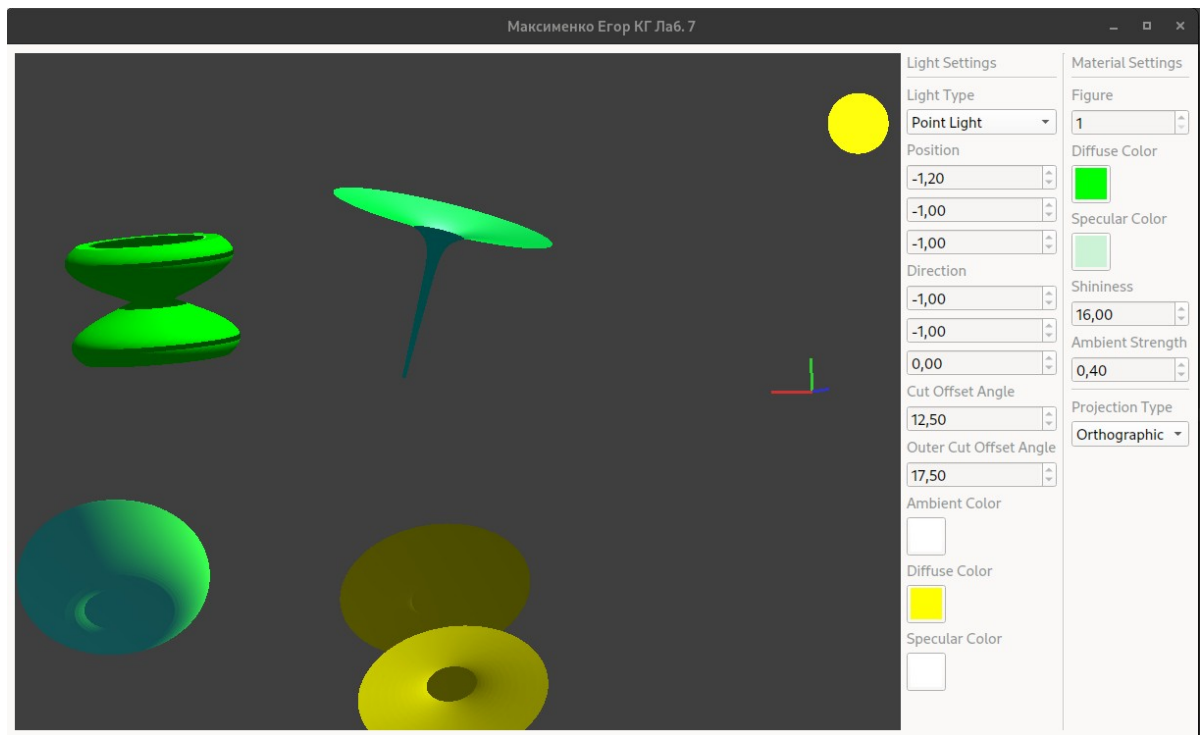 Максименко Егор КГ Лаб. 7
Light Settings
Light Type
Point Light
Position
-1,20
-1,00
-1,00
Direction
-1,00
-1,00
0,00
Cut Offset Angle
12,50
Outer Cut Offset Angle
17,50
Ambient Color
Diffuse Color
Specular Color
Material Settings
Figure
1
Diffuse Color
Specular Color
Shininess
16,00
Ambient Strength
0,40
Projection Type
Orthographic